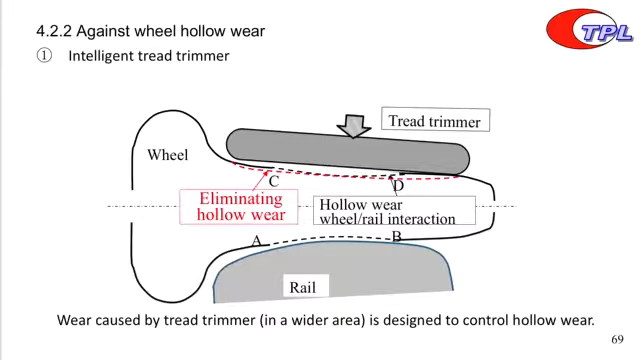 4.2.2 Against wheel hollow wear
TPL
① Intelligent tread trimmer
Tread trimmer
Wheel
C
D
Eliminating
hollow wear
Hollow wear
wheel/rail interaction
A
B
Rail
Wear caused by tread trimmer (in a wider area) is designed to control hollow wear.
69